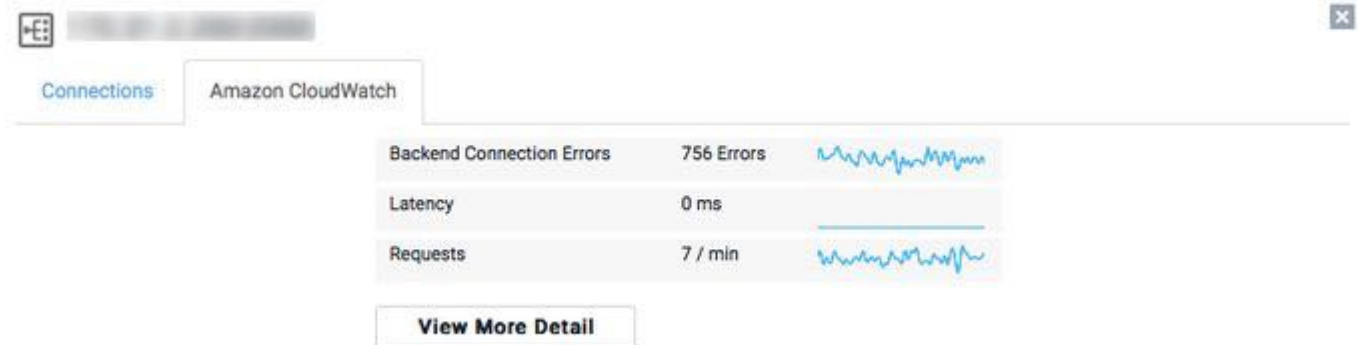 Connections
Amazon CloudWatch
Backend Connection Errors 756 Errors
Latency 0 ms
Requests 7 / min
View More Detail